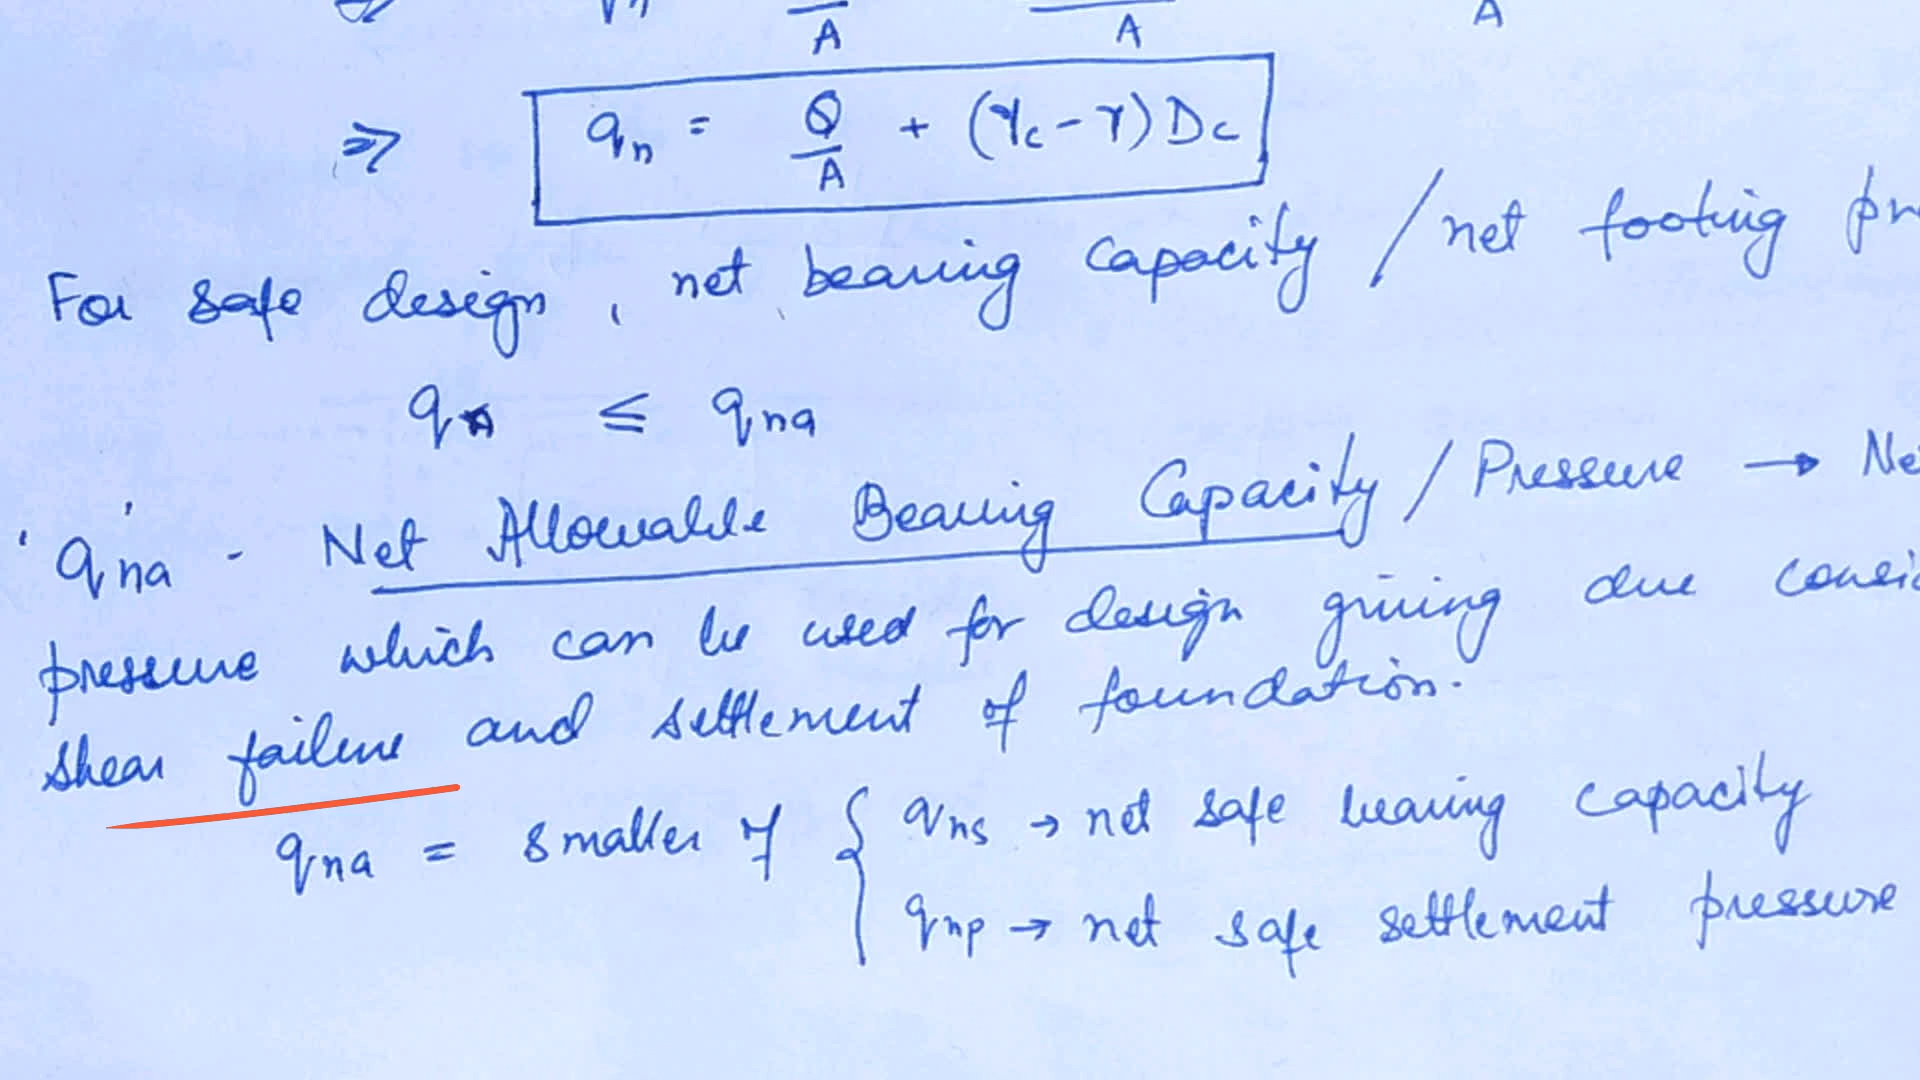 A A A
⇒ qn = Q/A + (γc - γ) Dc
For safe design, net bearing capacity / net footing
qn ≤ qna
'qna' - Net Allowable Bearing Capacity / Pressure →
pressure which can be used for design giving due
shear failure and settlement of foundation.
qna = smaller of { qns → net safe bearing capacity
qnp → net safe settlement pressure